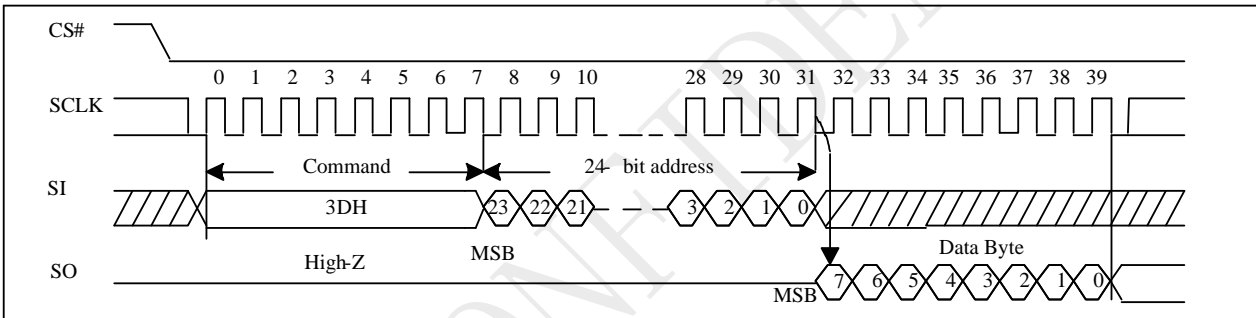 CS#
0 1 2 3 4 5 6 7 8 9 10 28 29 30 31 32 33 34 35 36 37 38 39
SCLK
Command 24- bit address
SI
3DH 23 22 21 3 2 1 0
MSB Data Byte
High-Z
SO
MSB 7 6 5 4 3 2 1 0